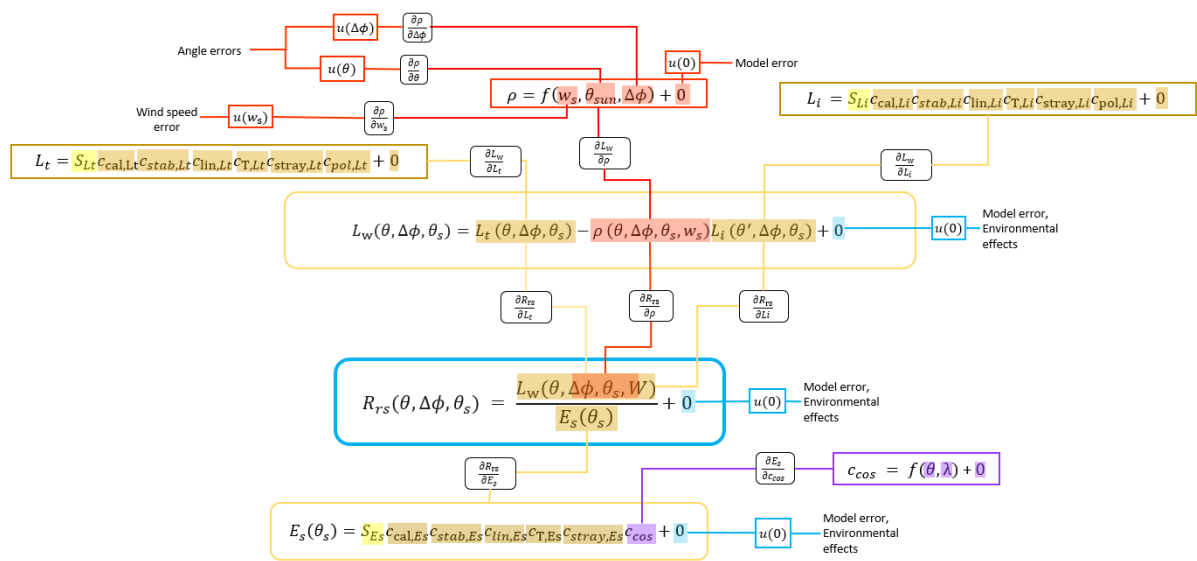 Angle errors
u(Δϕ)
∂ρ/∂Δϕ
u(θ)
∂ρ/∂θ
u(0)
Model error
ρ = f(w_s, θ_sun, Δϕ) + 0
L_i = S_Li c_cal,Li c_stab,Li c_lin,Li c_T,Li c_stray,Li c_pol,Li + 0
Wind speed
error
u(w_s)
∂ρ/∂w_s
L_t = S_Lt c_cal,Lt c_stab,Lt c_lin,Lt c_T,Lt c_stray,Lt c_pol,Lt + 0
∂L_w/∂L_t
∂L_w/∂ρ
∂L_w/∂L_i
L_w(θ, Δϕ, θ_s) = L_t (θ, Δϕ, θ_s) − ρ (θ, Δϕ, θ_s, w_s) L_i (θ′, Δϕ, θ_s) + 0
u(0)
Model error,
Environmental
effects
∂R_rs/∂L_t
∂R_rs/∂ρ
∂R_rs/∂Li
R_rs(θ, Δϕ, θ_s) = L_w(θ, Δϕ, θ_s, W)/E_s(θ_s) + 0
u(0)
Model error,
Environmental
effects
∂R_rs/∂E_s
∂E_s/∂c_cos
c_cos = f(θ, λ) + 0
E_s(θ_s) = S_Es c_cal,Es c_stab,Es c_lin,Es c_T,Es c_stray,Es c_cos + 0
u(0)
Model error,
Environmental
effects